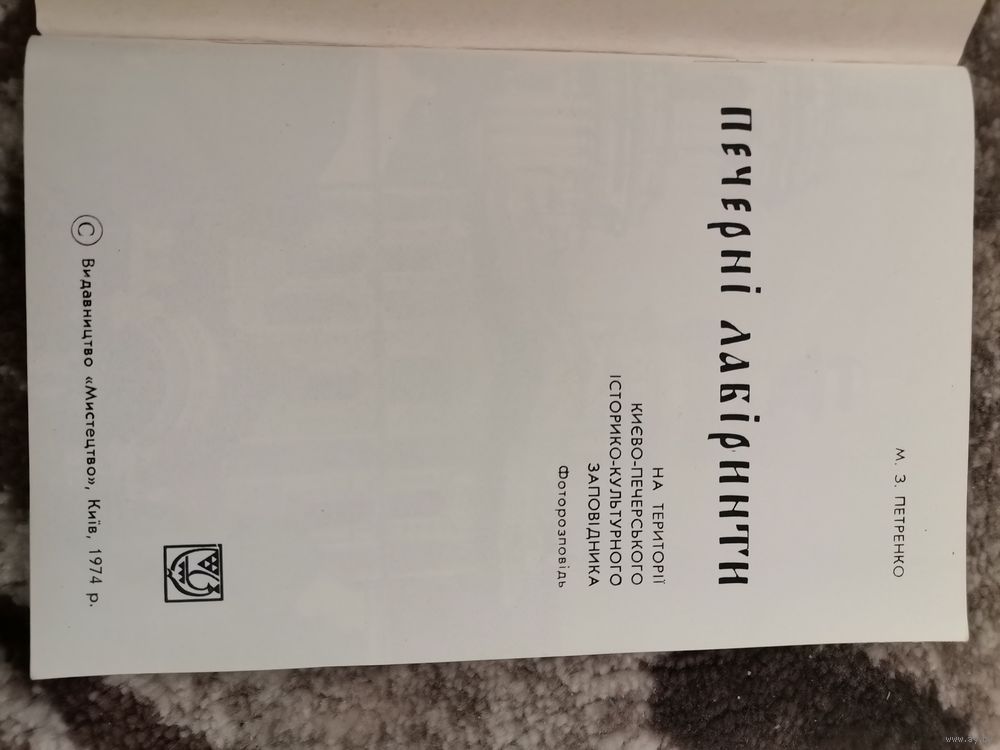 М. З. ПЕТРЕНКО
ПЕЧЕРНІ ЛАБІРИНТИ
НА ТЕРИТОРІЇ
КИЄВО-ПЕЧЕРСЬКОГО
ІСТОРИКО-КУЛЬТУРНОГО
ЗАПОВІДНИКА
Фоторозповідь
© Видавництво «Мистецтво», Київ, 1974 р.